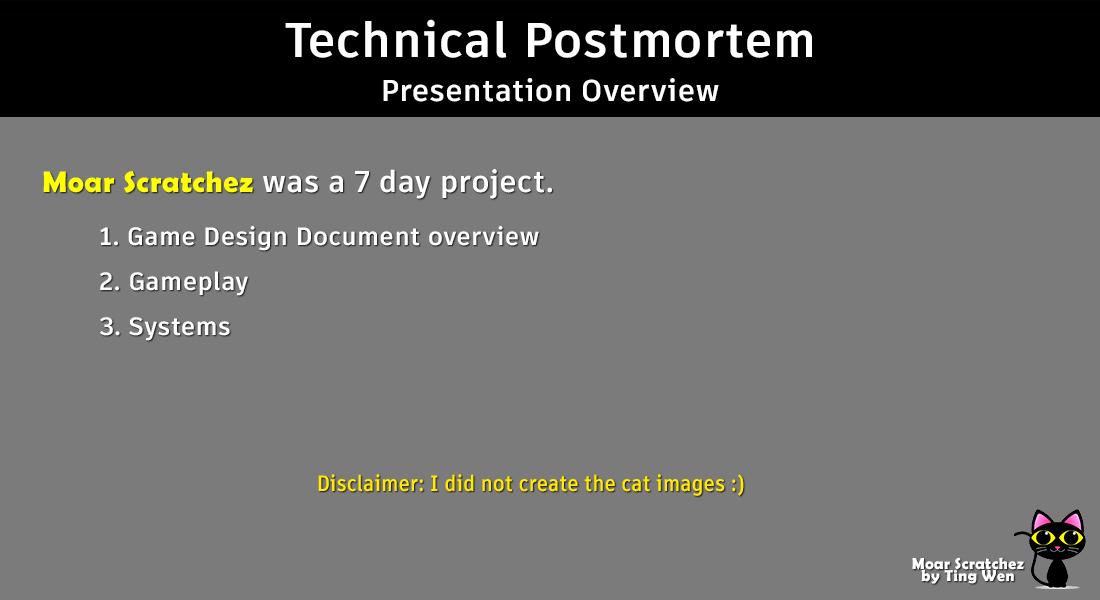 Technical Postmortem
Presentation Overview
Moar Scratchez was a 7 day project.
1. Game Design Document overview
2. Gameplay
3. Systems
Disclaimer: I did not create the cat images :)
Moar Scratchez
by Ting Wen